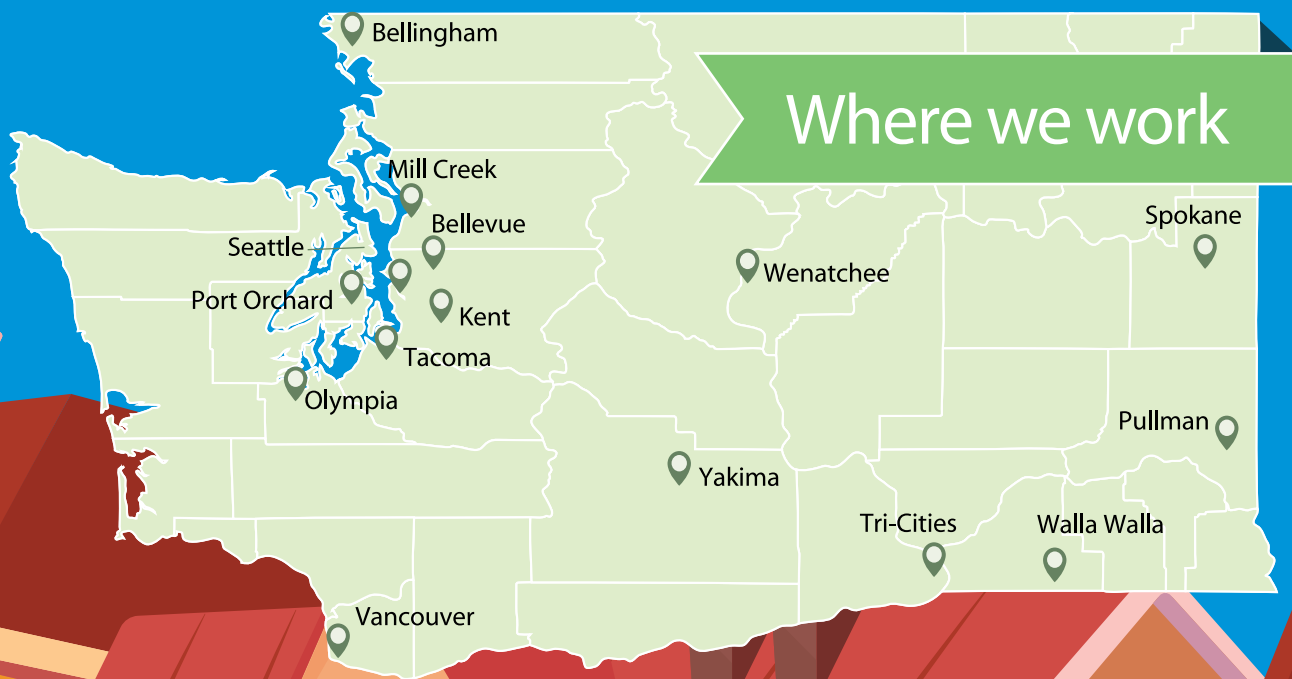 Bellingham
Where we work
Mill Creek
Bellevue
Spokane
Seattle
Wenatchee
Port Orchard
Kent
Tacoma
Olympia
Pullman
Yakima
Tri-Cities
Walla Walla
Vancouver